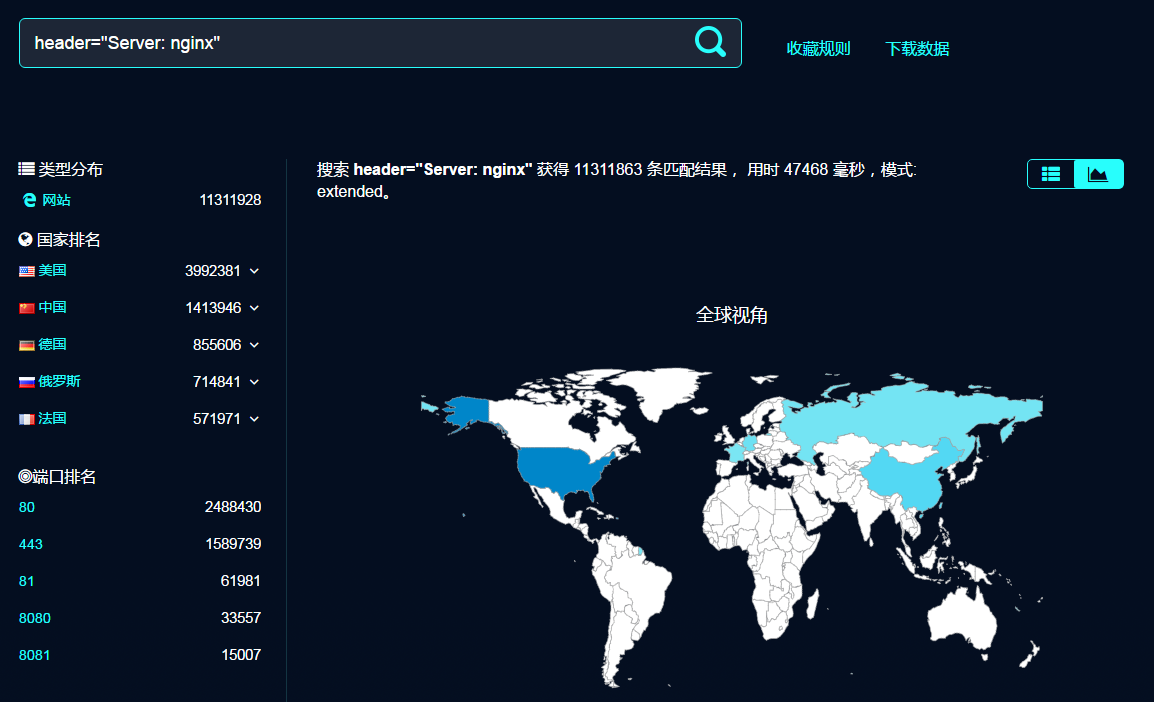 header="Server: nginx"
收藏规则
下载数据
类型分布
网站 11311928
国家排名
美国 3992381
中国 1413946
德国 855606
俄罗斯 714841
法国 571971
端口排名
80 2488430
443 1589739
81 61981
8080 33557
8081 15007
搜索 header="Server: nginx" 获得 11311863 条匹配结果， 用时 47468 毫秒，模式:
extended。
全球视角